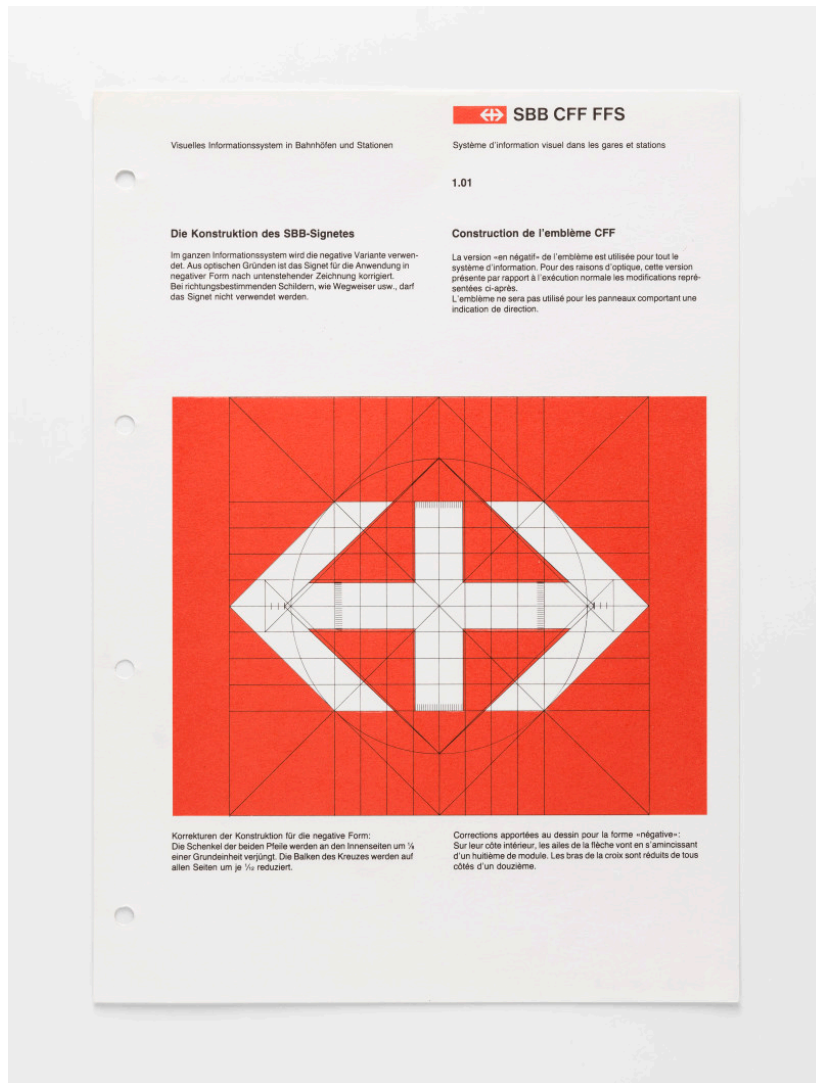 SBB CFF FFS
Visuelles Informationssystem in Bahnhöfen und Stationen
Système d'information visuel dans les gares et stations
1.01
Die Konstruktion des SBB-Signetes
Im ganzen Informationssystem wird die negative Variante verwen-
det. Aus optischen Gründen ist das Signet für die Anwendung in
negativer Form nach untenstehender Zeichnung korrigiert.
Bei richtungsbestimmenden Schildern, wie Wegweiser usw., darf
das Signet nicht verwendet werden.
Construction de l'emblème CFF
La version «en négatif» de l'emblème est utilisée pour tout le
système d'information. Pour des raisons d'optique, cette version
présente par rapport à l'exécution normale les modifications repré-
sentées ci-après.
L'emblème ne sera pas utilisé pour les panneaux comportant une
indication de direction.
Korrekturen der Konstruktion für die negative Form:
Die Schenkel der beiden Pfeile werden an den Innenseiten um ⅛
einer Grundeinheit verjüngt. Die Balken des Kreuzes werden auf
allen Seiten um je 1/12 reduziert.
Corrections apportées au dessin pour la forme «négative»:
Sur leur côte intérieur, les ailes de la flèche vont en s'amincissant
d'un huitième de module. Les bras de la croix sont réduits de tous
côtés d'un douzième.